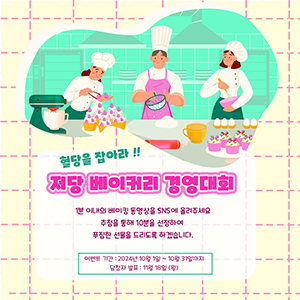 혈당을 잡아라 !!
저당 베이커리 경영대회
1분 이내의 베이킹 동영상을 SNS에 올려주세요
추첨을 통해 10분을 선정하여
푸짐한 선물을 드리도록 하겠습니다.
이벤트 기간 : 2024년 10월 1일 ~ 10월 31일까지
당첨자 발표 : 11월 18일 (월)